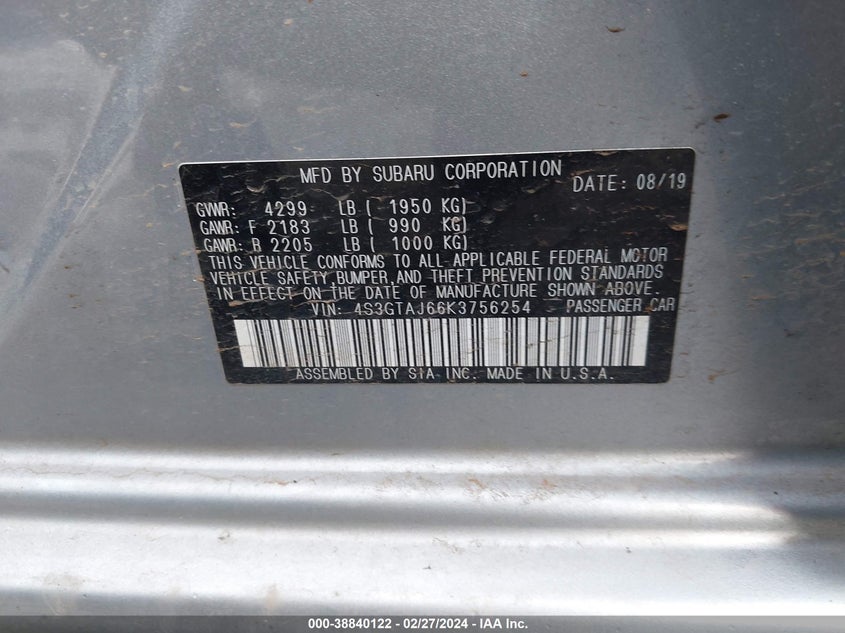 MFD BY SUBARU CORPORATION
DATE: 08/19
GVWR: 4299 LB ( 1950 KG)
GAWR: F 2183 LB ( 990 KG)
GAWR: R 2205 LB ( 1000 KG)
THIS VEHICLE CONFORMS TO ALL APPLICABLE FEDERAL MOTOR
VEHICLE SAFETY, BUMPER, AND THEFT PREVENTION STANDARDS
IN EFFECT ON THE DATE OF MANUFACTURE SHOWN ABOVE.
VIN: 4S3GTAJ66K3756254 PASSENGER CAR
ASSEMBLED BY SIA INC. MADE IN U.S.A.
000-38840122 - 02/27/2024 - IAA Inc.